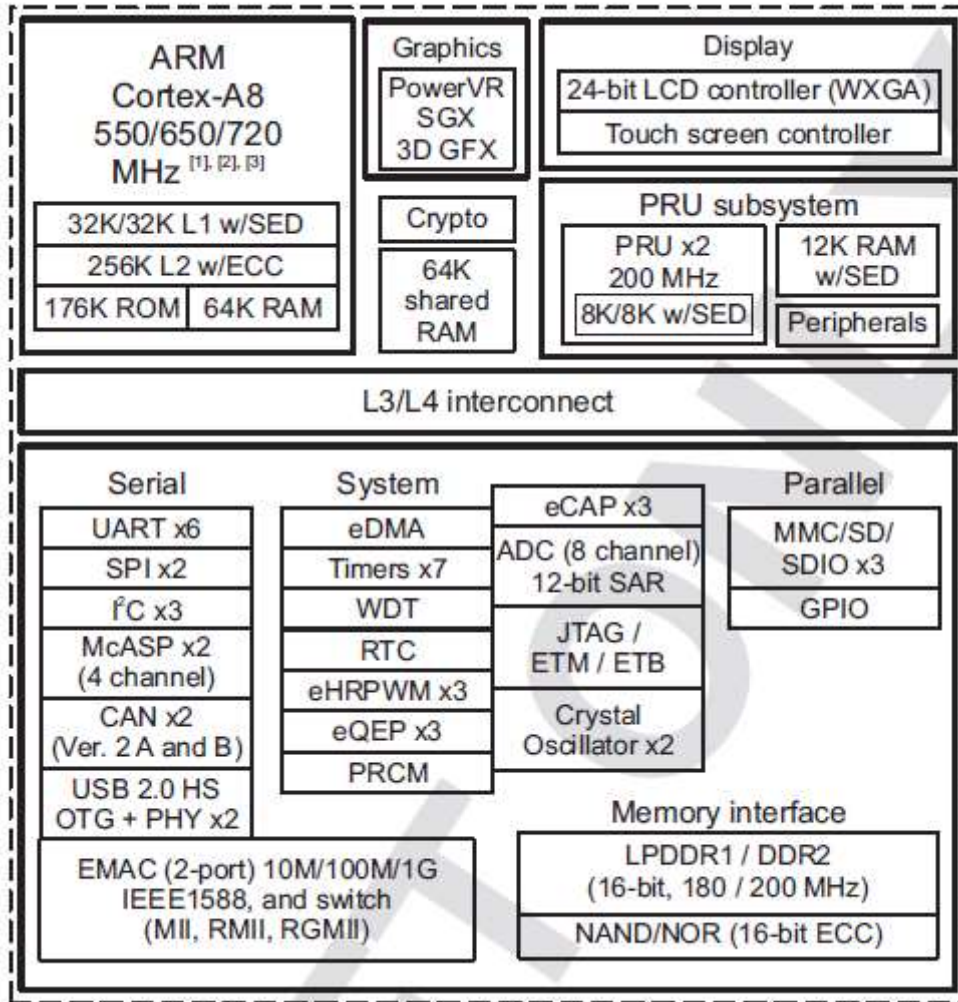 ARM
Cortex-A8
550/650/720
MHz [1], [2], [3]
32K/32K L1 w/SED
256K L2 w/ECC
176K ROM
64K RAM
Graphics
PowerVR
SGX
3D GFX
Crypto
64K
shared
RAM
Display
24-bit LCD controller (WXGA)
Touch screen controller
PRU subsystem
PRU x2
200 MHz
8K/8K w/SED
12K RAM
w/SED
Peripherals
L3/L4 interconnect
Serial
UART x6
SPI x2
I²C x3
McASP x2
(4 channel)
CAN x2
(Ver. 2 A and B)
USB 2.0 HS
OTG + PHY x2
EMAC (2-port) 10M/100M/1G
IEEE1588, and switch
(MII, RMII, RGMII)
System
eDMA
Timers x7
WDT
RTC
eHRPWM x3
eQEP x3
PRCM
eCAP x3
ADC (8 channel)
12-bit SAR
JTAG /
ETM / ETB
Crystal
Oscillator x2
Parallel
MMC/SD/
SDIO x3
GPIO
Memory interface
LPDDR1 / DDR2
(16-bit, 180 / 200 MHz)
NAND/NOR (16-bit ECC)
T ONLY